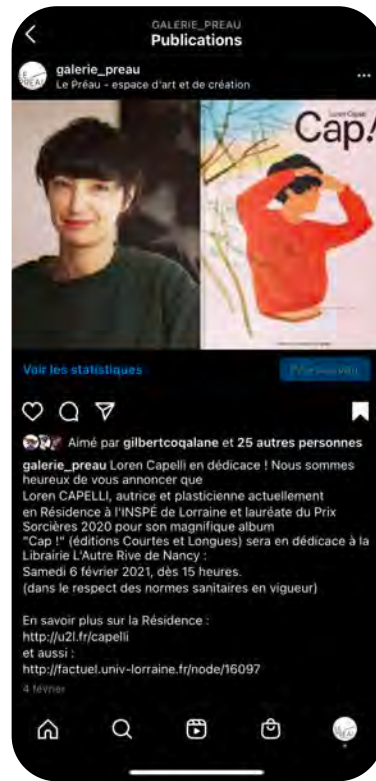 GALERIE_PREAU
Publications
LE PRÉAU
galerie_preau
Le Préau - espace d'art et de création
Loren Capelli
Cap!
Voir les statistiques
Aimé par gilbertcoqalane et 25 autres personnes
galerie_preau Loren Capelli en dédicace ! Nous sommes
heureux de vous annoncer que
Loren CAPELLI, autrice et plasticienne actuellement
en Résidence à l'INSPÉ de Lorraine et lauréate du Prix
Sorcières 2020 pour son magnifique album
"Cap !" (éditions Courtes et Longues) sera en dédicace à la
Librairie L'Autre Rive de Nancy :
Samedi 6 février 2021, dès 15 heures.
(dans le respect des normes sanitaires en vigueur)
En savoir plus sur la Résidence :
http://u2l.fr/capelli
et aussi :
http://factuel.univ-lorraine.fr/node/16097
4 février